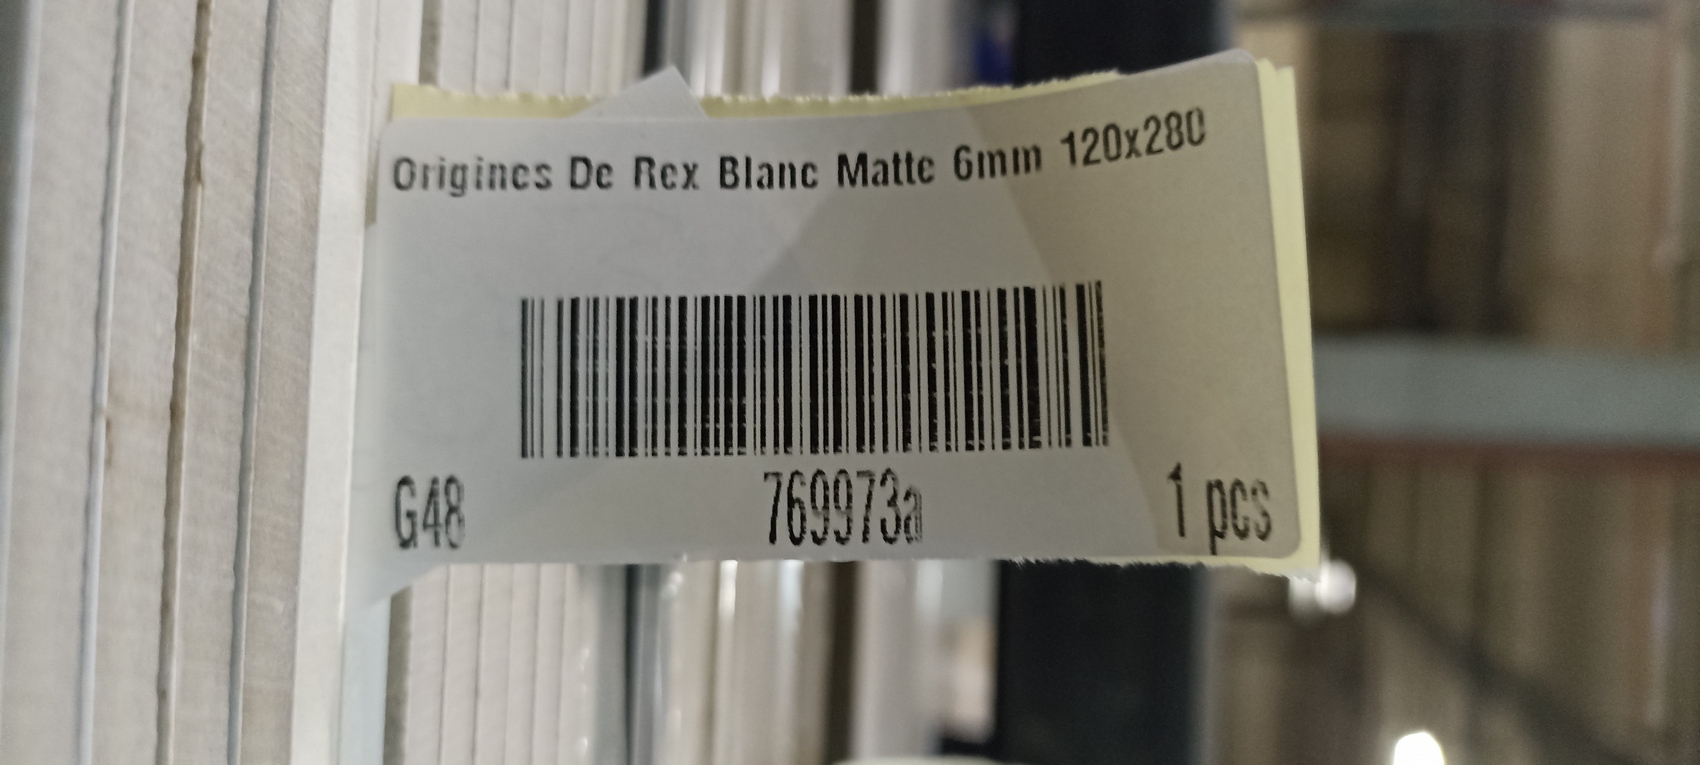 Origines De Rex Blanc Matte 6mm 120x280
G48 769973a 1 pcs